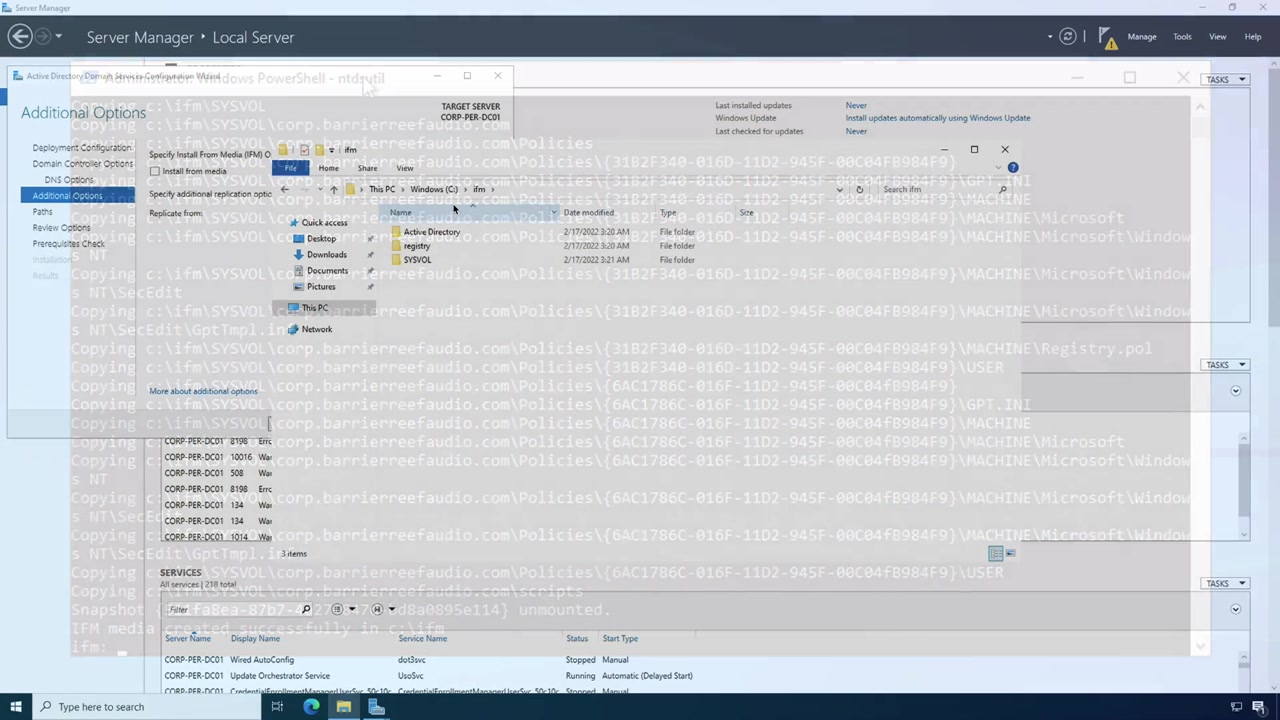 Server Manager
Server Manager • Local Server
Manage Tools View Help
Active Directory Domain Services Configuration Wizard
Administrator: Windows PowerShell - ntdsutil
TASKS
Additional Options
TARGET SERVER
CORP-PER-DC01
Last installed updates Never
Windows Update Install updates automatically using Windows Update
Last checked for updates Never
Deployment Configuration
Domain Controller Options
DNS Options
Additional Options
Paths
Review Options
Prerequisites Check
Installation
Results
Specify Install From Media (IFM) O
Install from media
Specify additional replication optio
Replicate from:
More about additional options
ifm
File Home Share View
This PC Windows (C:) ifm
Search ifm
Name Date modified Type Size
Quick access
Desktop
Downloads
Documents
Pictures
This PC
Network
Active Directory 2/17/2022 3:20 AM File folder
registry 2/17/2022 3:20 AM File folder
SYSVOL 2/17/2022 3:21 AM File folder
3 items
Copying c:\ifm\SYSVOL
Copying c:\ifm\SYSVOL\corp.barrierreefaudio.com
Copying c:\ifm\SYSVOL\corp.barrierreefaudio.com\Policies
Copying c:\ifm\SYSVOL\corp.barrierreefaudio.com\Policies\{31B2F340-016D-11D2-945F-00C04FB984F9}
Copying c:\ifm\SYSVOL\corp.barrierreefaudio.com\Policies\{31B2F340-016D-11D2-945F-00C04FB984F9}\GPT.INI
Copying c:\ifm\SYSVOL\corp.barrierreefaudio.com\Policies\{31B2F340-016D-11D2-945F-00C04FB984F9}\MACHINE
Copying c:\ifm\SYSVOL\corp.barrierreefaudio.com\Policies\{31B2F340-016D-11D2-945F-00C04FB984F9}\MACHINE\Microsoft
Copying c:\ifm\SYSVOL\corp.barrierreefaudio.com\Policies\{31B2F340-016D-11D2-945F-00C04FB984F9}\MACHINE\Microsoft\Window
s NT
Copying c:\ifm\SYSVOL\corp.barrierreefaudio.com\Policies\{31B2F340-016D-11D2-945F-00C04FB984F9}\MACHINE\Microsoft\Window
s NT\SecEdit
Copying c:\ifm\SYSVOL\corp.barrierreefaudio.com\Policies\{31B2F340-016D-11D2-945F-00C04FB984F9}\MACHINE\Microsoft\Window
s NT\SecEdit\GptTmpl.in
Copying c:\ifm\SYSVOL\corp.barrierreefaudio.com\Policies\{31B2F340-016D-11D2-945F-00C04FB984F9}\MACHINE\Registry.pol
Copying c:\ifm\SYSVOL\corp.barrierreefaudio.com\Policies\{31B2F340-016D-11D2-945F-00C04FB984F9}\USER
Copying c:\ifm\SYSVOL\corp.barrierreefaudio.com\Policies\{6AC1786C-016F-11D2-945F-00C04FB984F9}
Copying c:\ifm\SYSVOL\corp.barrierreefaudio.com\Policies\{6AC1786C-016F-11D2-945F-00C04FB984F9}\GPT.INI
Copying c:\ifm\SYSVOL\corp.barrierreefaudio.com\Policies\{6AC1786C-016F-11D2-945F-00C04FB984F9}\MACHINE
Copying c:\ifm\SYSVOL\corp.barrierreefaudio.com\Policies\{6AC1786C-016F-11D2-945F-00C04FB984F9}\MACHINE\Microsoft
Copying c:\ifm\SYSVOL\corp.barrierreefaudio.com\Policies\{6AC1786C-016F-11D2-945F-00C04FB984F9}\MACHINE\Microsoft\Window
s NT
Copying c:\ifm\SYSVOL\corp.barrierreefaudio.com\Policies\{6AC1786C-016F-11D2-945F-00C04FB984F9}\MACHINE\Microsoft\Window
s NT\SecEdit
Copying c:\ifm\SYSVOL\corp.barrierreefaudio.com\Policies\{6AC1786C-016F-11D2-945F-00C04FB984F9}\MACHINE\Microsoft\Window
s NT\SecEdit\GptTmpl.in
Copying c:\ifm\SYSVOL\corp.barrierreefaudio.com\Policies\{6AC1786C-016F-11D2-945F-00C04FB984F9}\USER
Copying c:\ifm\SYSVOL\corp.barrierreefaudio.com\scripts
unmounted.
IFM media created successfully in c:\ifm
ifm:
TASKS
CORP-PER-DC01 8198 Erro
CORP-PER-DC01 10016 Wa
CORP-PER-DC01 508 Wa
CORP-PER-DC01 8198 Erro
CORP-PER-DC01 134 Wa
CORP-PER-DC01 134 Wa
CORP-PER-DC01 1014 Wa
SERVICES
All services | 218 total
TASKS
Filter
Server Name Display Name Service Name Status Start Type
CORP-PER-DC01 Wired AutoConfig dot3svc Stopped Manual
CORP-PER-DC01 Update Orchestrator Service UsoSvc Running Automatic (Delayed Start)
CORP-PER-DC01 CredentialEnrollmentManagerUserSvc Stopped Manual
Type here to search